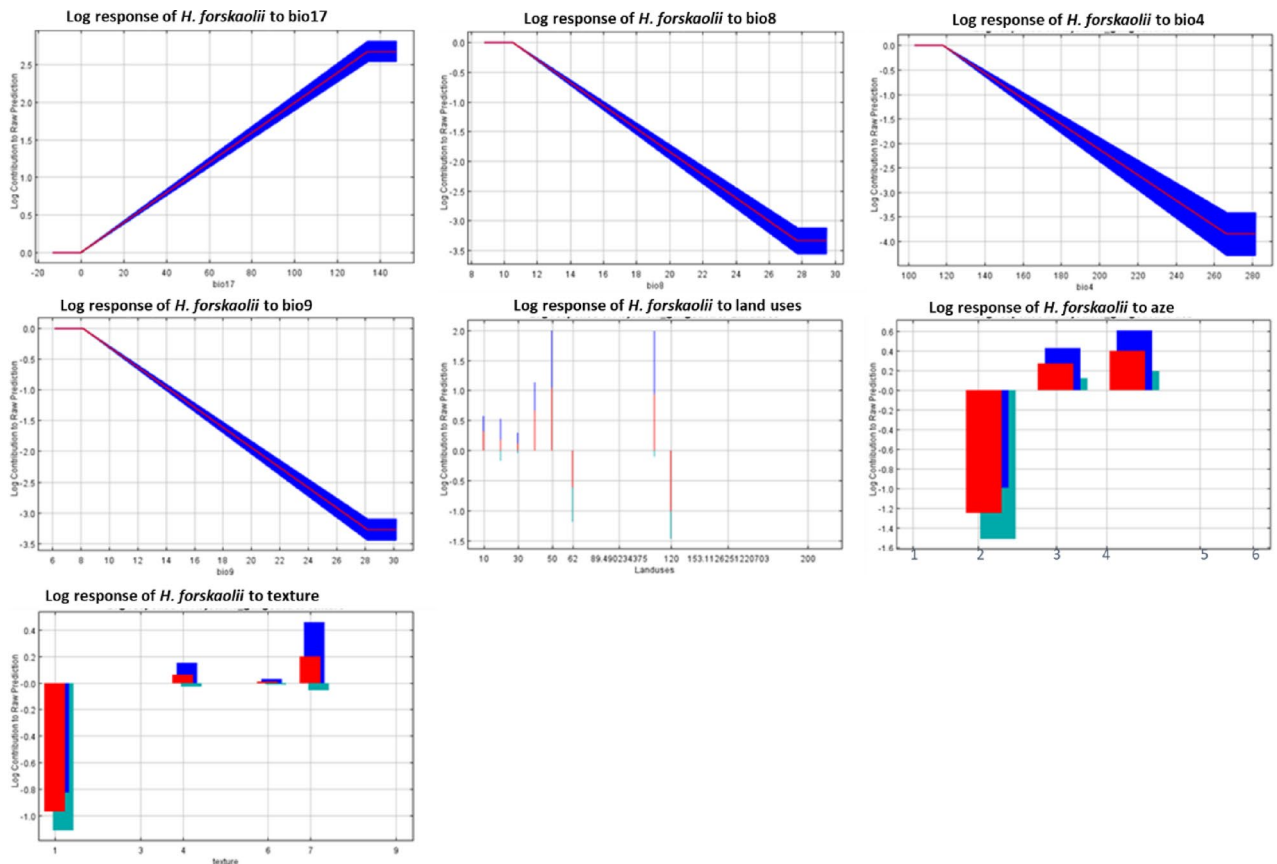 Log response of H. forskaolii to bio17
Log Contribution to Raw Prediction
2.5
2.0
1.5
1.0
0.5
0.0
-20 0 20 40 60 80 100 120 140
bio17
Log response of H. forskaolii to bio8
Log Contribution to Raw Prediction
0.0
-0.5
-1.0
-1.5
-2.0
-2.5
-3.0
-3.5
8 10 12 14 16 18 20 22 24 26 28 30
bio8
Log response of H. forskaolii to bio4
Log Contribution to Raw Prediction
0.0
-0.5
-1.0
-1.5
-2.0
-2.5
-3.0
-3.5
-4.0
100 120 140 160 180 200 220 240 260 280
bio4
Log response of H. forskaolii to bio9
Log Contribution to Raw Prediction
0.0
-0.5
-1.0
-1.5
-2.0
-2.5
-3.0
-3.5
6 8 10 12 14 16 18 20 22 24 26 28 30
bio9
Log response of H. forskaolii to land uses
Log Contribution to Raw Prediction
2.0
1.5
1.0
0.5
0.0
-0.5
-1.0
-1.5
10 30 50 62 89.490234375 120 153.1126251220703 200
Landuses
Log response of H. forskaolii to aze
Log Contribution to Raw Prediction
0.6
0.4
0.2
-0.0
-0.2
-0.4
-0.6
-0.8
-1.0
-1.2
-1.4
-1.6
1 2 3 4 5 6
Log response of H. forskaolii to texture
Log Contribution to Raw Prediction
0.4
0.2
-0.0
-0.2
-0.4
-0.6
-0.8
-1.0
1 3 4 6 7 9
texture